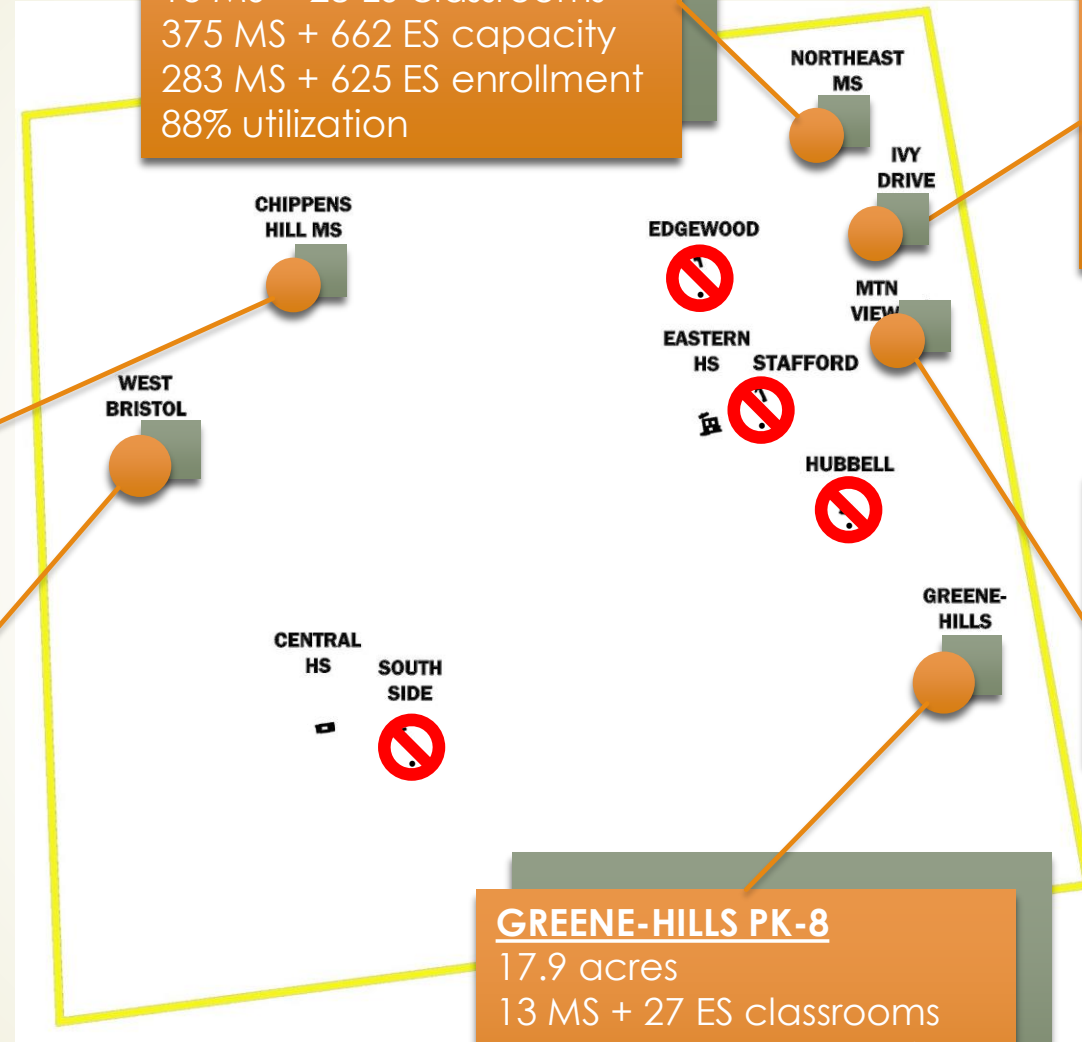 375 MS + 662 ES capacity
283 MS + 625 ES enrollment
88% utilization
NORTHEAST
MS
IVY
DRIVE
CHIPPENS
HILL MS
EDGEWOOD
MTN
VIEW
EASTERN
HS
STAFFORD
WEST
BRISTOL
HUBBELL
GREENE-
HILLS
CENTRAL
HS
SOUTH
SIDE
GREENE-HILLS PK-8
17.9 acres
13 MS + 27 ES classrooms